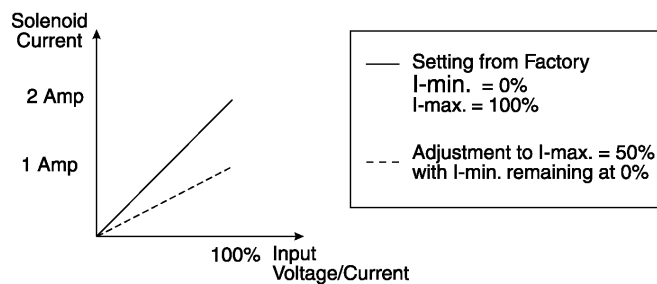 Solenoid
Current
2 Amp
1 Amp
100%
Input
Voltage/Current
Setting from Factory
I-min. = 0%
I-max. = 100%
Adjustment to I-max. = 50%
with I-min. remaining at 0%